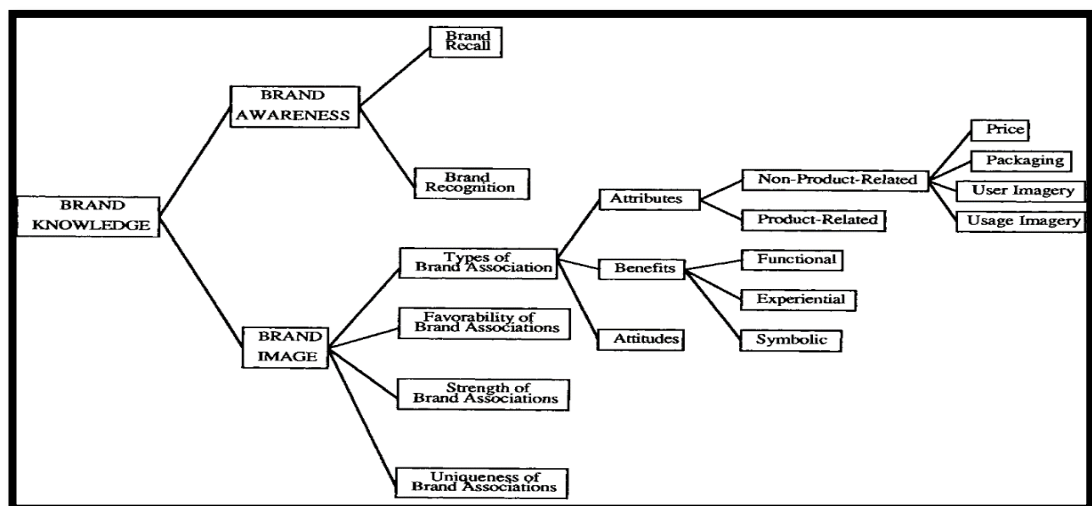 Brand
Recall
BRAND
AWARENESS
Brand
Recognition
BRAND
KNOWLEDGE
BRAND
IMAGE
Types of
Brand Association
Favorability of
Brand Associations
Strength of
Brand Associations
Uniqueness of
Brand Associations
Attributes
Benefits
Attitudes
Non-Product-Related
Product-Related
Functional
Experiential
Symbolic
Price
Packaging
User Imagery
Usage Imagery